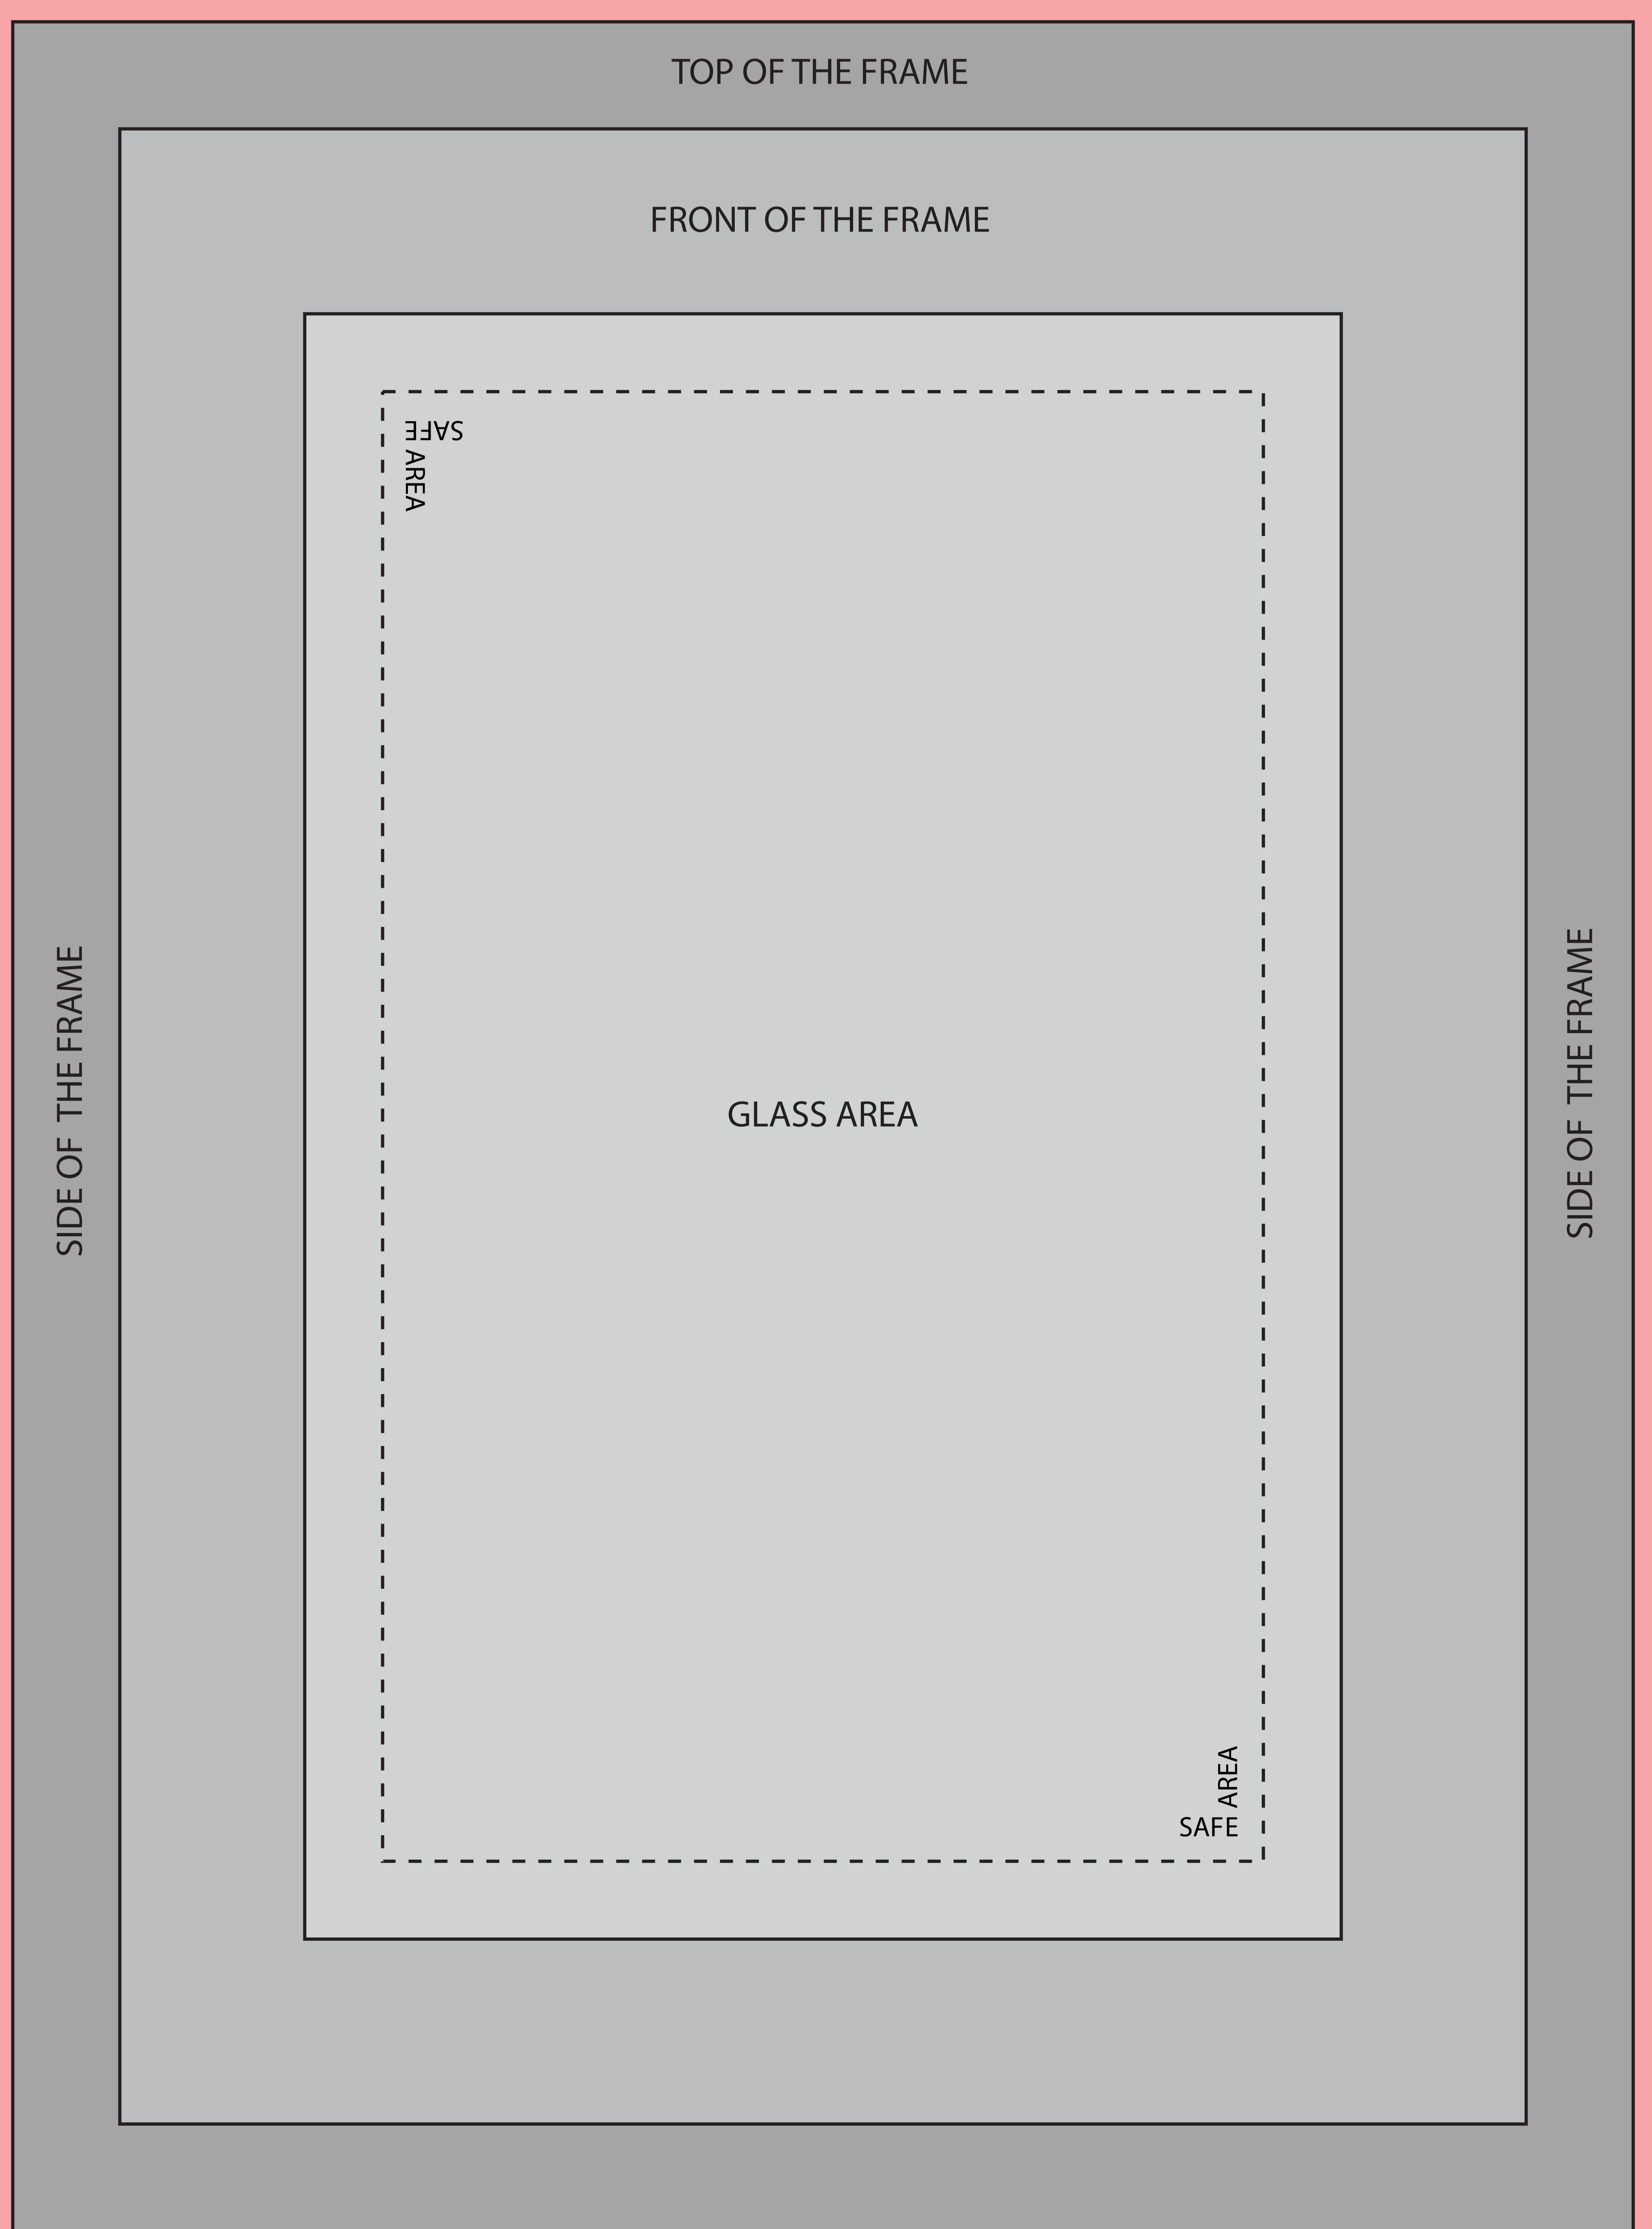 TOP OF THE FRAME
FRONT OF THE FRAME
SAFE
AREA
SIDE OF THE FRAME
GLASS AREA
SIDE OF THE FRAME
AREA
SAFE